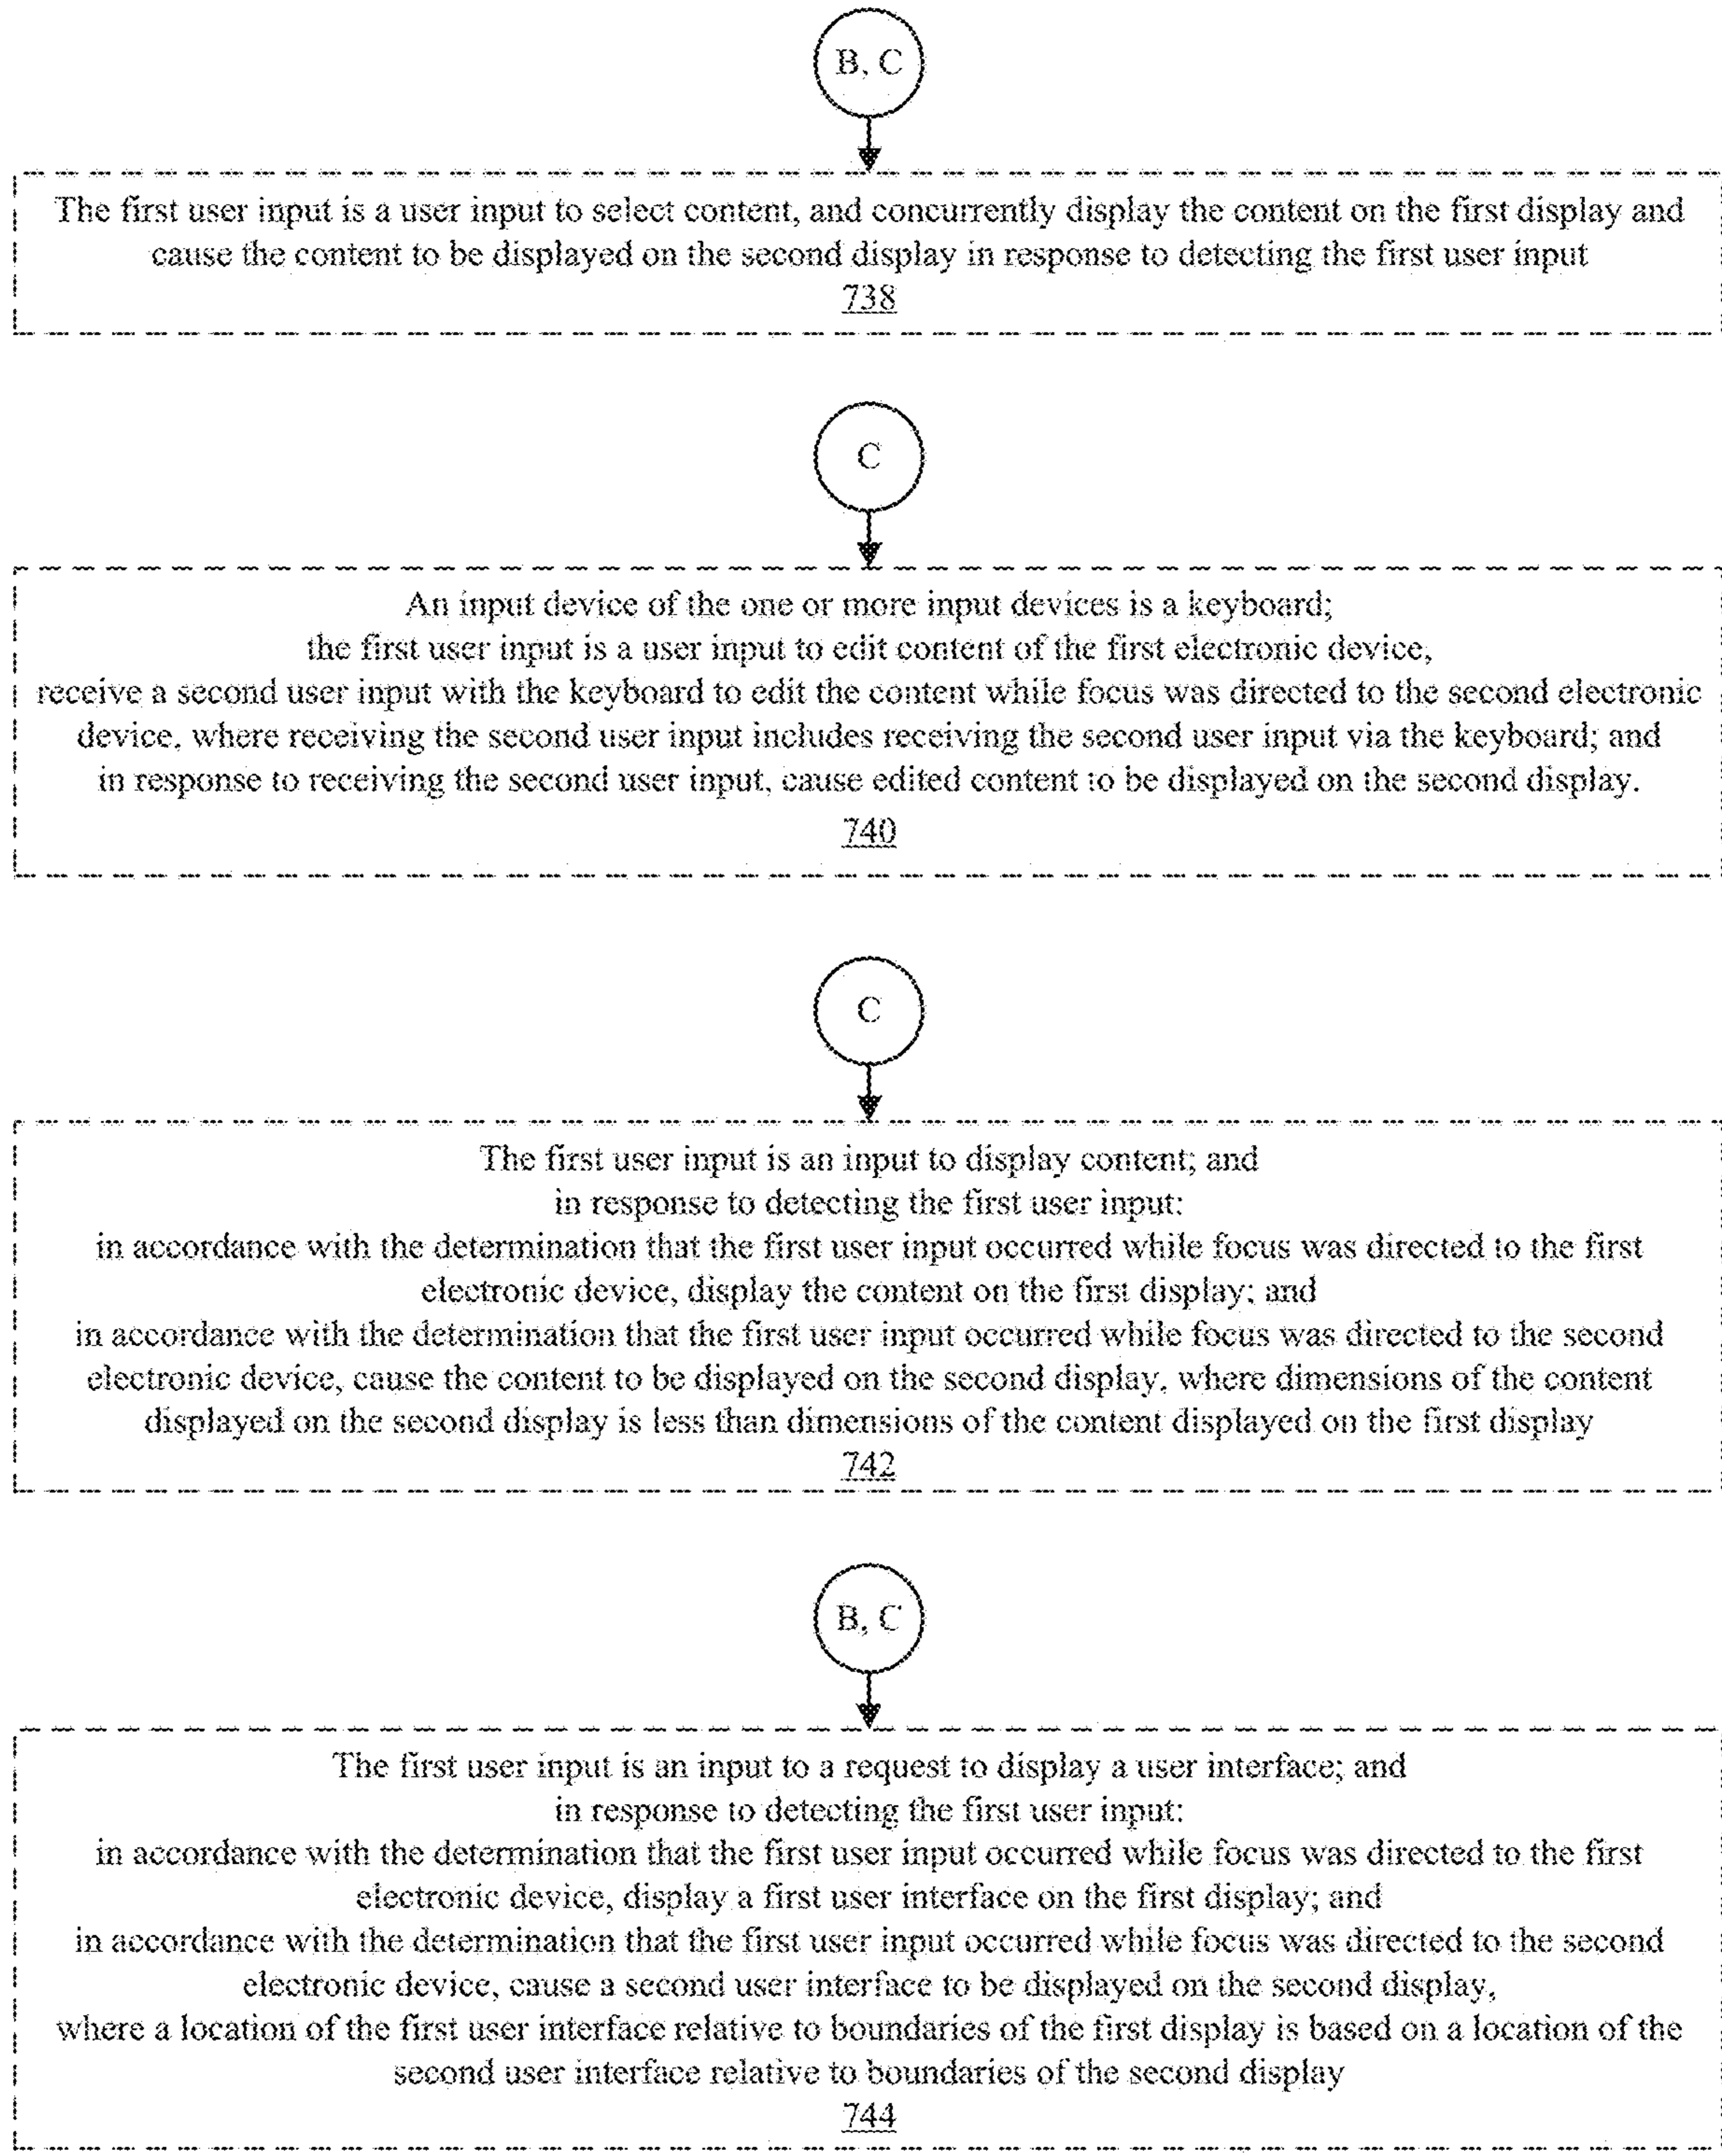 B, C
The first user input is a user input to select content, and concurrently display the content on the first display and
cause the content to be displayed on the second display in response to detecting the first user input
738
C
An input device of the one or more input devices is a keyboard;
the first user input is a user input to edit content of the first electronic device,
receive a second user input with the keyboard to edit the content while focus was directed to the second electronic
device, where receiving the second user input includes receiving the second user input via the keyboard; and
in response to receiving the second user input, cause edited content to be displayed on the second display.
740
C
The first user input is an input to display content; and
in response to detecting the first user input:
in accordance with the determination that the first user input occurred while focus was directed to the first
electronic device, display the content on the first display; and
in accordance with the determination that the first user input occurred while focus was directed to the second
electronic device, cause the content to be displayed on the second display, where dimensions of the content
displayed on the second display is less than dimensions of the content displayed on the first display
742
B, C
The first user input is an input to a request to display a user interface; and
in response to detecting the first user input:
in accordance with the determination that the first user input occurred while focus was directed to the first
electronic device, display a first user interface on the first display; and
in accordance with the determination that the first user input occurred while focus was directed to the second
electronic device, cause a second user interface to be displayed on the second display,
where a location of the first user interface relative to boundaries of the first display is based on a location of the
second user interface relative to boundaries of the second display
744